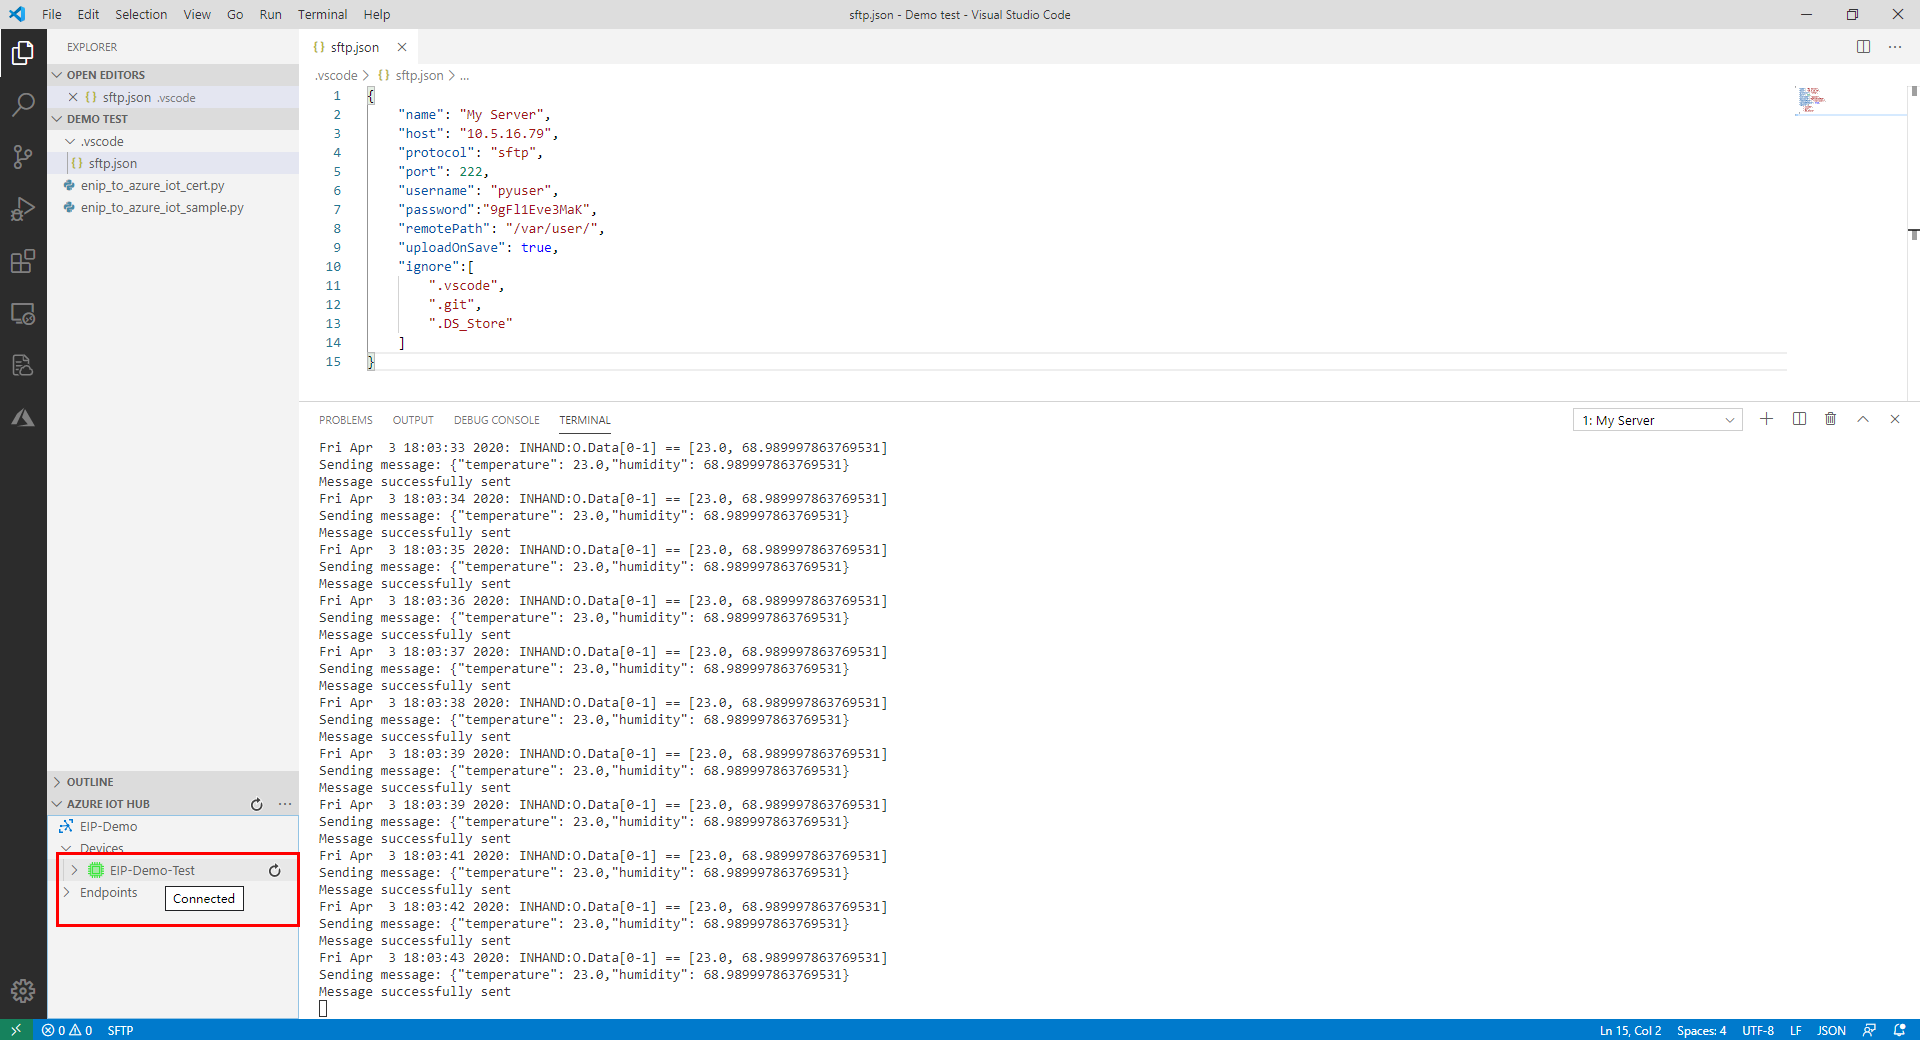 File Edit Selection View Go Run Terminal Help
sftp.json - Demo test - Visual Studio Code
EXPLORER
OPEN EDITORS
{} sftp.json .vscode
DEMO TEST
.vscode
{} sftp.json
enip_to_azure_iot_cert.py
enip_to_azure_iot_sample.py
OUTLINE
AZURE IOT HUB
EIP-Demo
Devices
EIP-Demo-Test
Endpoints
Connected
{} sftp.json
.vscode > {} sftp.json > ...
1 {
2 "name": "My Server",
3 "host": "10.5.16.79",
4 "protocol": "sftp",
5 "port": 222,
6 "username": "pyuser",
7 "password":"9gFl1Eve3MaK",
8 "remotePath": "/var/user/",
9 "uploadOnSave": true,
10 "ignore":[
11 ".vscode",
12 ".git",
13 ".DS_Store"
14 ]
15 }
PROBLEMS OUTPUT DEBUG CONSOLE TERMINAL
1: My Server
Fri Apr  3 18:03:33 2020: INHAND:O.Data[0-1] == [23.0, 68.989997863769531]
Sending message: {"temperature": 23.0,"humidity": 68.989997863769531}
Message successfully sent
Fri Apr  3 18:03:34 2020: INHAND:O.Data[0-1] == [23.0, 68.989997863769531]
Sending message: {"temperature": 23.0,"humidity": 68.989997863769531}
Message successfully sent
Fri Apr  3 18:03:35 2020: INHAND:O.Data[0-1] == [23.0, 68.989997863769531]
Sending message: {"temperature": 23.0,"humidity": 68.989997863769531}
Message successfully sent
Fri Apr  3 18:03:36 2020: INHAND:O.Data[0-1] == [23.0, 68.989997863769531]
Sending message: {"temperature": 23.0,"humidity": 68.989997863769531}
Message successfully sent
Fri Apr  3 18:03:37 2020: INHAND:O.Data[0-1] == [23.0, 68.989997863769531]
Sending message: {"temperature": 23.0,"humidity": 68.989997863769531}
Message successfully sent
Fri Apr  3 18:03:38 2020: INHAND:O.Data[0-1] == [23.0, 68.989997863769531]
Sending message: {"temperature": 23.0,"humidity": 68.989997863769531}
Message successfully sent
Fri Apr  3 18:03:39 2020: INHAND:O.Data[0-1] == [23.0, 68.989997863769531]
Sending message: {"temperature": 23.0,"humidity": 68.989997863769531}
Message successfully sent
Fri Apr  3 18:03:39 2020: INHAND:O.Data[0-1] == [23.0, 68.989997863769531]
Sending message: {"temperature": 23.0,"humidity": 68.989997863769531}
Message successfully sent
Fri Apr  3 18:03:41 2020: INHAND:O.Data[0-1] == [23.0, 68.989997863769531]
Sending message: {"temperature": 23.0,"humidity": 68.989997863769531}
Message successfully sent
Fri Apr  3 18:03:42 2020: INHAND:O.Data[0-1] == [23.0, 68.989997863769531]
Sending message: {"temperature": 23.0,"humidity": 68.989997863769531}
Message successfully sent
Fri Apr  3 18:03:43 2020: INHAND:O.Data[0-1] == [23.0, 68.989997863769531]
Sending message: {"temperature": 23.0,"humidity": 68.989997863769531}
Message successfully sent
0 0 SFTP
Ln 15, Col 2 Spaces: 4 UTF-8 LF JSON